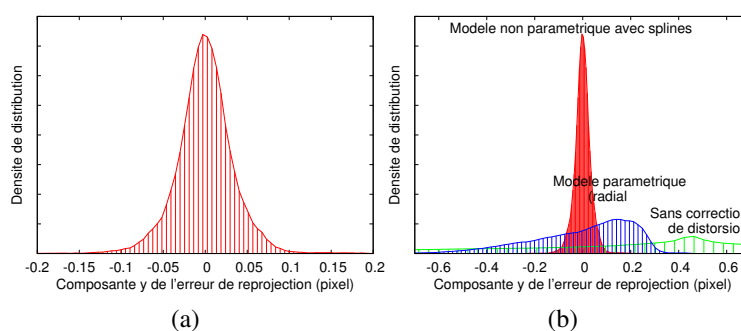 Densite de distribution
-0.2 -0.15 -0.1 -0.05 0 0.05 0.1 0.15 0.2
Composante y de l'erreur de reprojection (pixel)
(a)
Densite de distribution
Modele non parametrique avec splines
Modele parametrique
(radial
Sans correctio
de distorsio
-0.6 -0.4 -0.2 0 0.2 0.4 0.6
Composante y de l'erreur de reprojection (pixel)
(b)